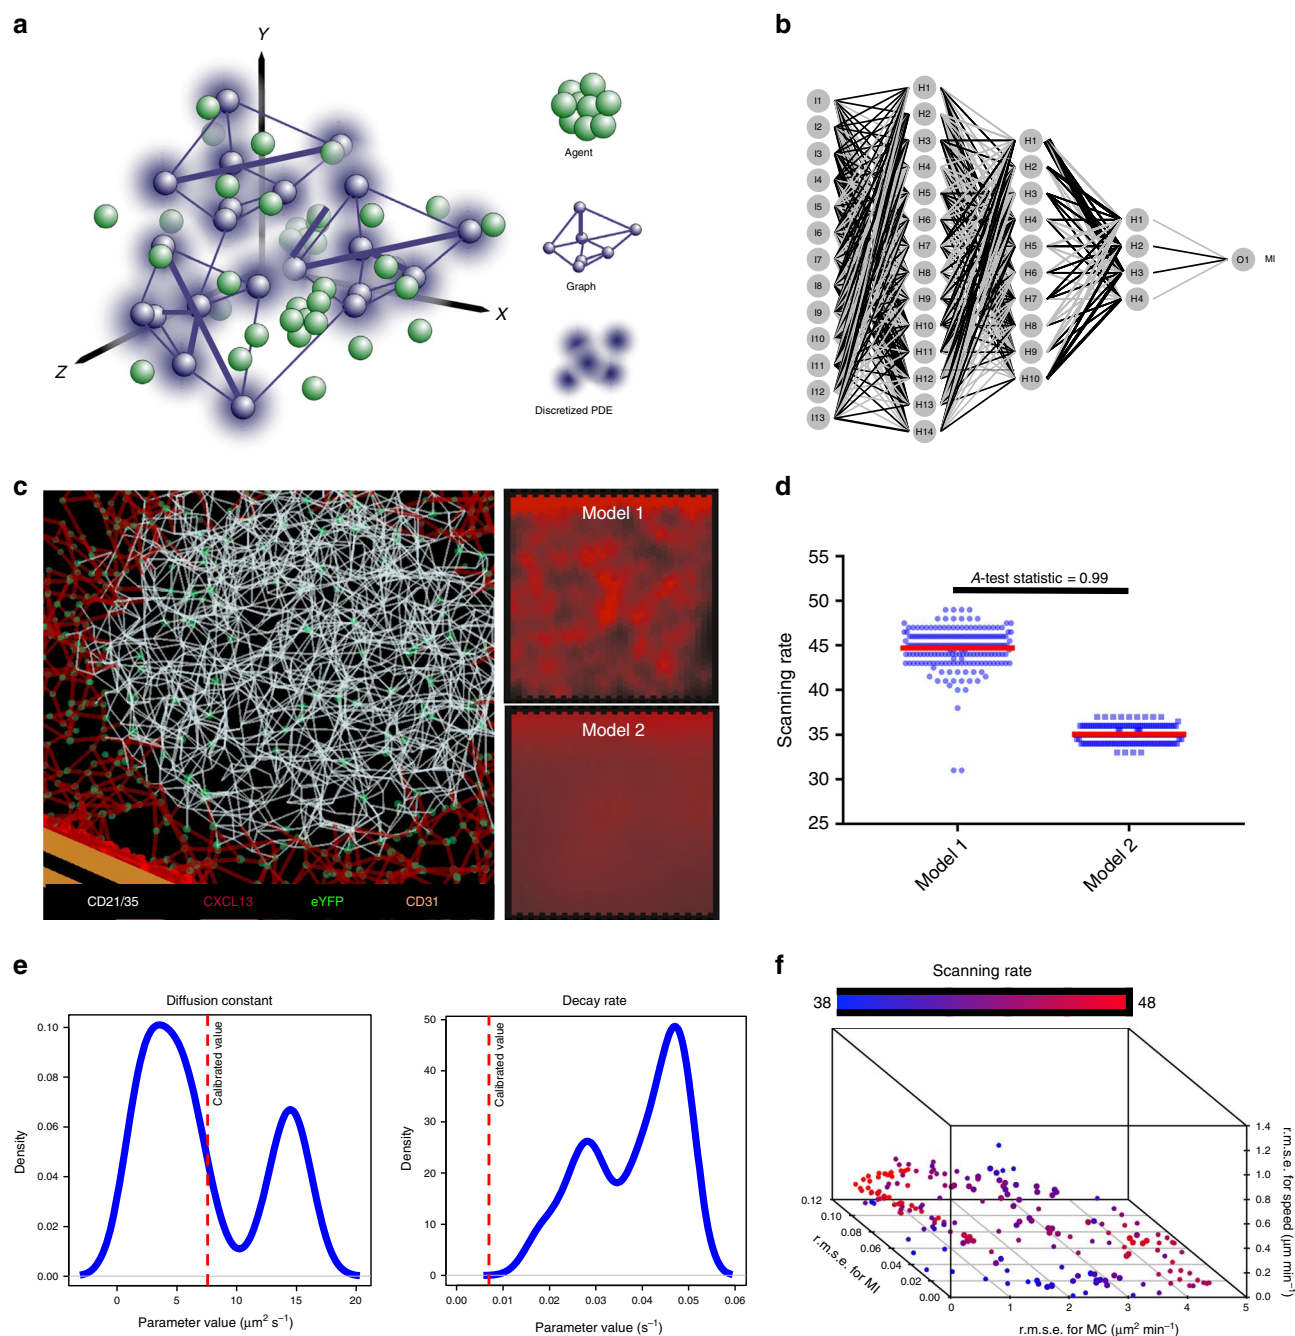 a
Y
X
Z
Agent
Graph
Discretized PDE
b
I1
I2
I3
I4
I5
I6
I7
I8
I9
I10
I11
I12
I13
H1
H2
H3
H4
H5
H6
H7
H8
H9
H10
H11
H12
H13
H14
H1
H2
H3
H4
H5
H6
H7
H8
H9
H10
H1
H2
H3
H4
O1
MI
c
CD21/35 CXCL13 eYFP CD31
Model 1
Model 2
d
A-test statistic = 0.99
Scanning rate
55
50
45
40
35
30
25
Model 1
Model 2
e
Diffusion constant
Calibrated value
Density
0.10
0.08
0.06
0.04
0.02
0.00
0 5 10 15 20
Parameter value (μm² s⁻¹)
Decay rate
Calibrated value
Density
50
40
30
20
10
0
0.00 0.01 0.02 0.03 0.04 0.05 0.06
Parameter value (s⁻¹)
f
Scanning rate
38 48
r.m.s.e. for MI
0.12
0.10
0.08
0.06
0.04
0.02
0.00
r.m.s.e. for speed (μm min⁻¹)
1.4
1.2
1.0
0.8
0.6
0.4
0.2
0.0
0 1 2 3 4 5
r.m.s.e. for MC (μm² min⁻¹)